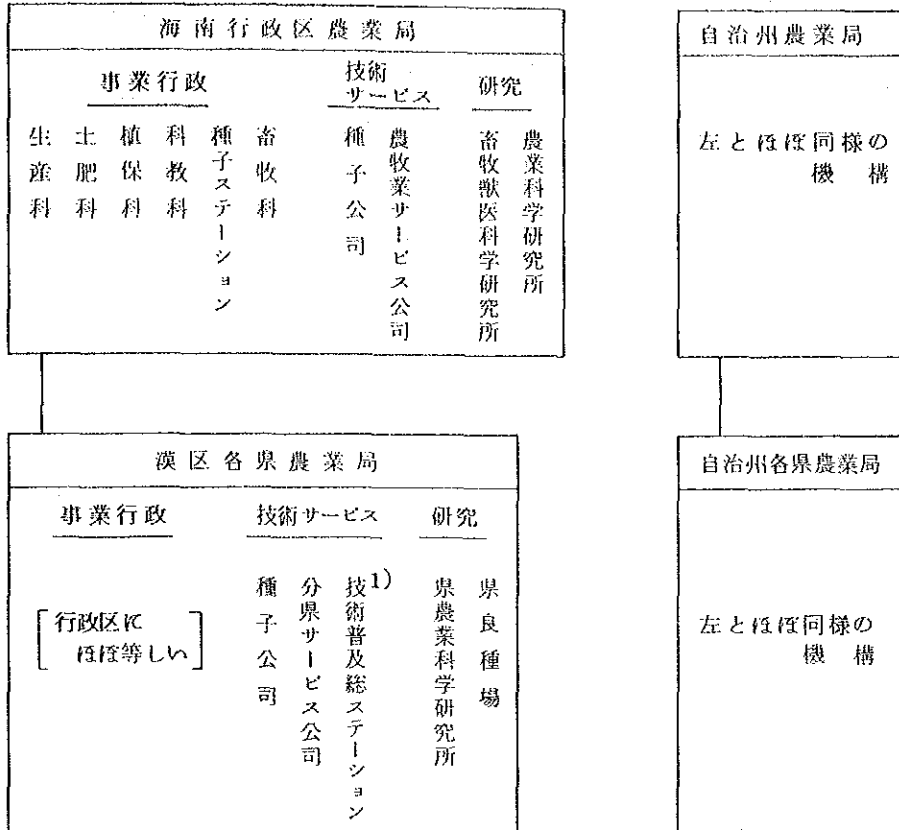 海南行政区農業局
事業行政
生産科
土肥科
植保科
科教科
種子ステーション
畜牧科
技術
サービス
種子公司
農牧業サービス公司
研究
畜牧獣医科学研究所
農業科学研究所
自治州農業局
左とほぼ同様の
機構
漢区各県農業局
事業行政
行政区に
ほぼ等しい
技術サービス
種子公司
分県サービス公司
技術普及総ステーション1)
研究
県農業科学研究所
県良種場
自治州各県農業局
左とほぼ同様の
機構